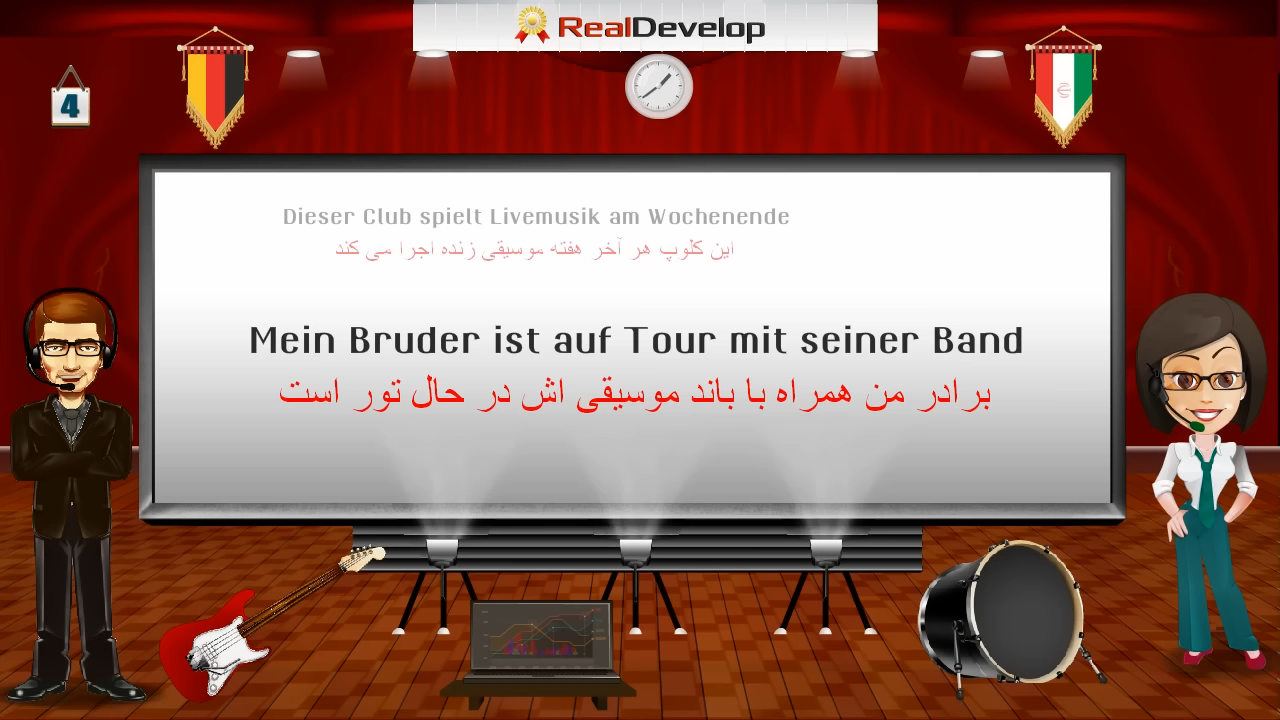 RealDevelop
4
Dieser Club spielt Livemusik am Wochenende
این کلوپ هر آخر هفته موسیقی زنده اجرا می کند
Mein Bruder ist auf Tour mit seiner Band
برادر من همراه با باند موسیقی اش در حال تور است